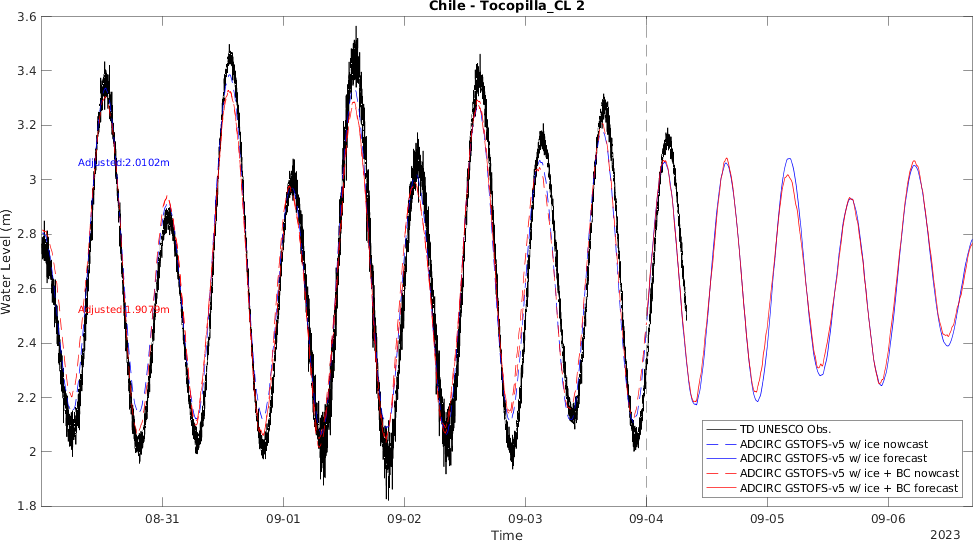 Chile - Tocopilla_CL 2
3.6
3.4
3.2
3
2.8
2.6
2.4
2.2
2
1.8
Water Level (m)
Adjusted:2.0102m
Adjusted:1.9079m
TD UNESCO Obs.
ADCIRC GSTOFS-v5 w/ ice nowcast
ADCIRC GSTOFS-v5 w/ ice forecast
ADCIRC GSTOFS-v5 w/ ice + BC nowcast
ADCIRC GSTOFS-v5 w/ ice + BC forecast
08-31 09-01 09-02 09-03 09-04 09-05 09-06
Time
2023